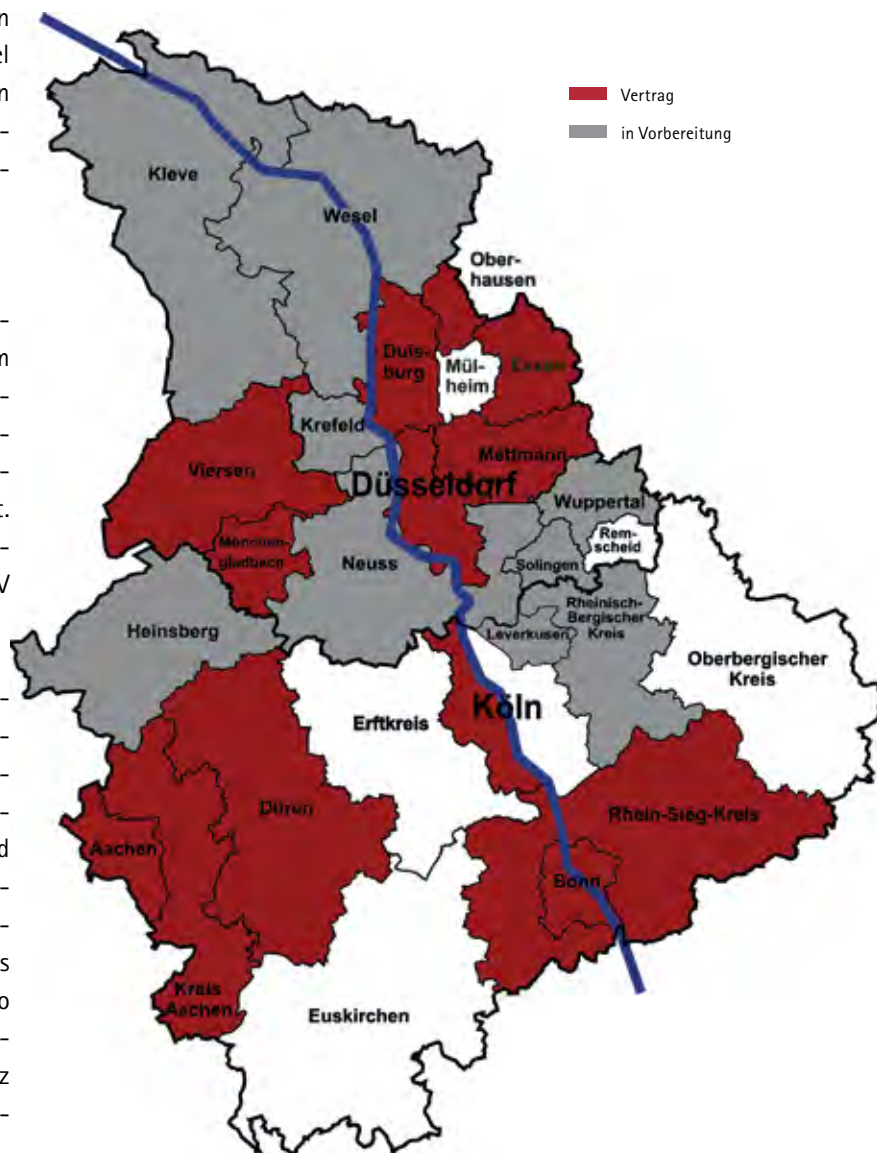 n
el
n
-
-
-
m
-
-
-
t.
-
V
-
-
-
-
d
-
-
s
o
-
z
-
Vertrag
in Vorbereitung
Kleve
Wesel
Ober-
hausen
Duis-
burg
Mül-
heim
Essen
Krefeld
Mettmann
Viersen
Düsseldorf
Wuppertal
Rem-
scheid
Mönchen-
gladbach
Neuss
Solingen
Rheinisch-
Bergischer
Kreis
Heinsberg
Leverkusen
Oberbergischer
Kreis
Köln
Erftkreis
Düren
Rhein-Sieg-Kreis
Aachen
Bonn
Kreis
Aachen
Euskirchen